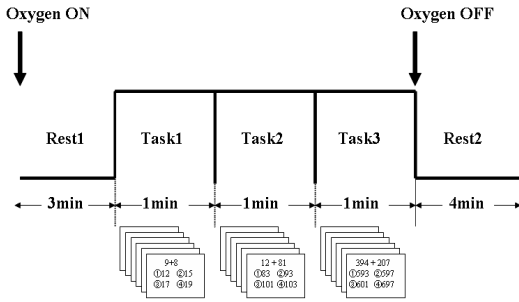 Oxygen ON Oxygen OFF
Rest1 Task1 Task2 Task3 Rest2
3min 1min 1min 1min 4min
9+8
①12 ②15
③17 ④19
12 + 81
①83 ②93
③101 ④103
394 + 207
①593 ②597
③601 ④697